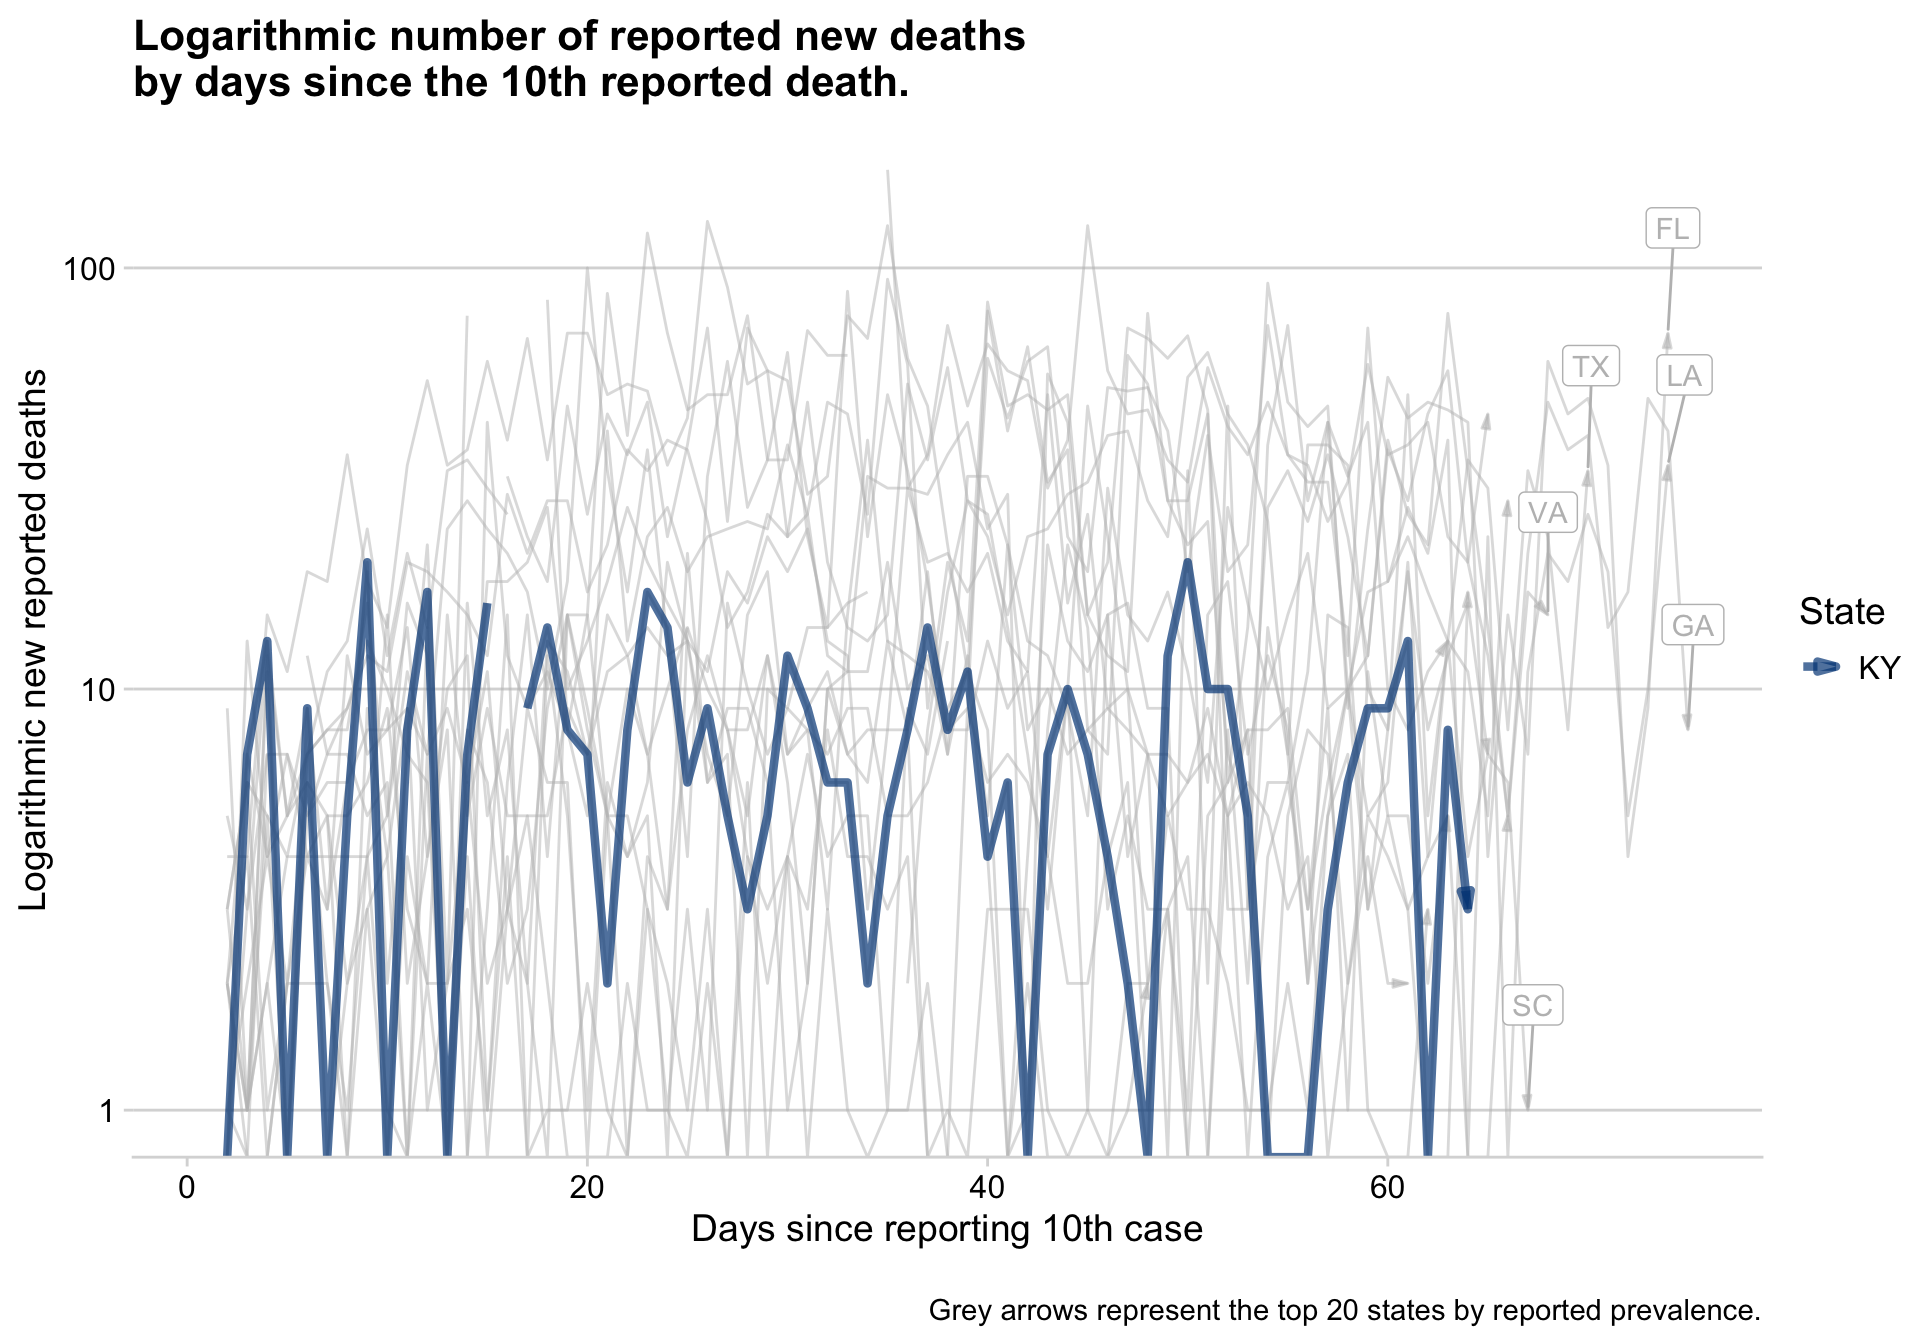 Logarithmic number of reported new deaths
by days since the 10th reported death.
Logarithmic new reported deaths
100
10
1
FL
TX
LA
VA
GA
SC
State
KY
0
20
40
60
Days since reporting 10th case
Grey arrows represent the top 20 states by reported prevalence.